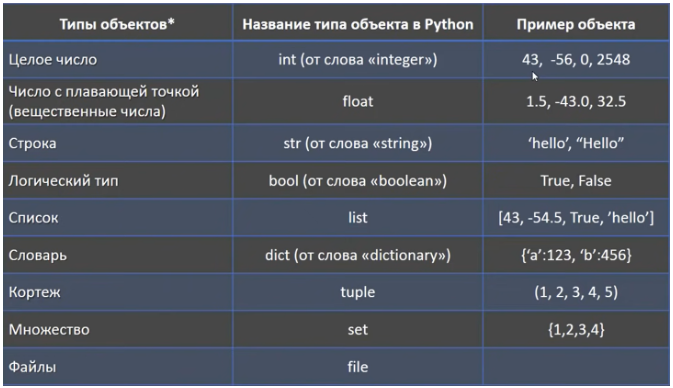 Типы объектов* Название типа объекта в Python Пример объекта
Целое число int (от слова «integer») 43, -56, 0, 2548
Число с плавающей точкой
(вещественные числа) float 1.5, -43.0, 32.5
Строка str (от слова «string») ‘hello’, “Hello”
Логический тип bool (от слова «boolean») True, False
Список list [43, -54.5, True, ’hello’]
Словарь dict (от слова «dictionary») {‘a’:123, ‘b’:456}
Кортеж tuple (1, 2, 3, 4, 5)
Множество set {1,2,3,4}
Файлы file